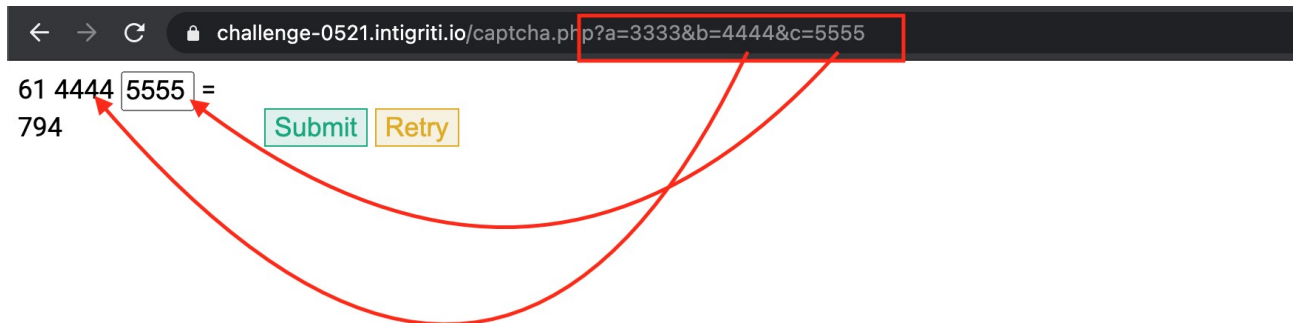 challenge-0521.intigriti.io/captcha.php?a=3333&b=4444&c=5555
61 4444 5555 =
794 Submit Retry